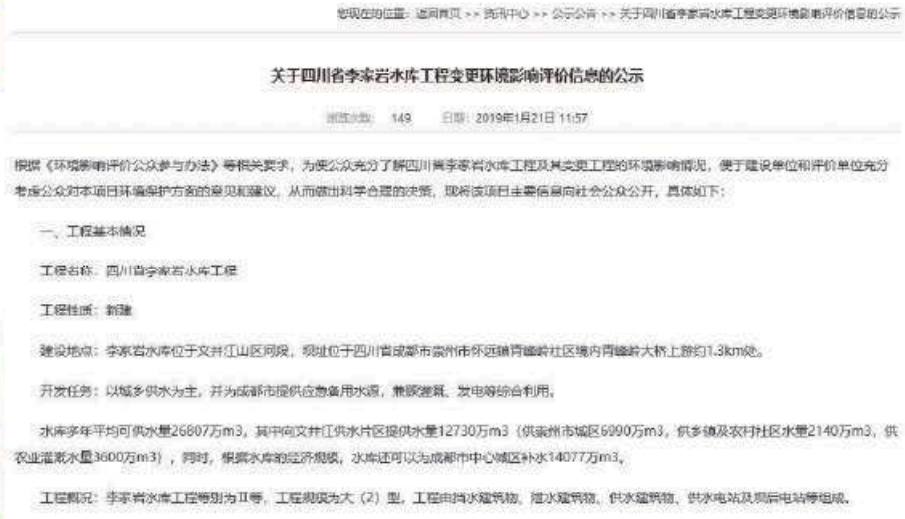 您现在的位置：返回首页 >> 资讯中心 >> 公示公告 >> 关于四川省李家岩水库工程变更环境影响评价信息的公示
关于四川省李家岩水库工程变更环境影响评价信息的公示
浏览次数： 149 日期：2019年1月21日 11:57
根据《环境影响评价公众参与办法》等相关要求，为使公众充分了解四川省李家岩水库工程及其变更工程的环境影响情况，便于建设单位和评价单位充分
考虑公众对本项目环境保护方面的意见和建议，从而做出科学合理的决策，现将该项目主要信息向社会公众公开，具体如下：
一、工程基本情况
工程名称：四川省李家岩水库工程
工程性质：新建
建设地点：李家岩水库位于文井江山区河段，坝址位于四川省成都市崇州市怀远镇青峰岭社区境内青峰岭大桥上游约1.3km处。
开发任务：以城乡供水为主，并为成都市提供应急备用水源，兼顾灌溉、发电等综合利用。
水库多年平均可供水量26807万m3，其中向文井江供水片区提供水量12730万m3（供崇州市城区6990万m3，供乡镇及农村社区水量2140万m3，供
农业灌溉水量3600万m3），同时，根据水库的经济规模，水库还可以为成都市中心城区补水14077万m3。
工程概况：李家岩水库工程等别为Ⅱ等，工程规模为大（2）型，工程由挡水建筑物、泄水建筑物、供水建筑物、供水电站及坝后电站等组成。